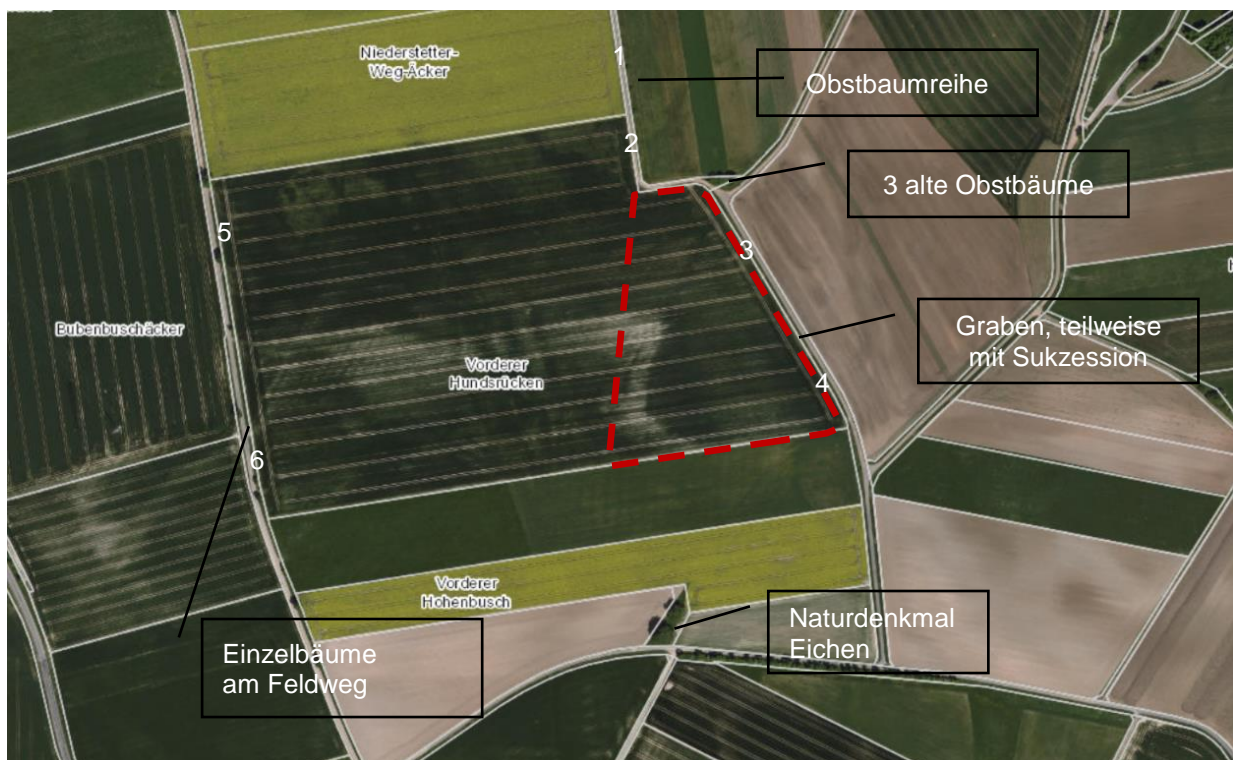 Niederstetter-
Weg-Äcker
1
Obstbaumreihe
2
3 alte Obstbäume
5
3
Bubenbuschäcker
Graben, teilweise
mit Sukzession
Vorderer
Hundsrücken
4
6
Vorderer
Hohenbusch
Naturdenkmal
Eichen
Einzelbäume
am Feldweg